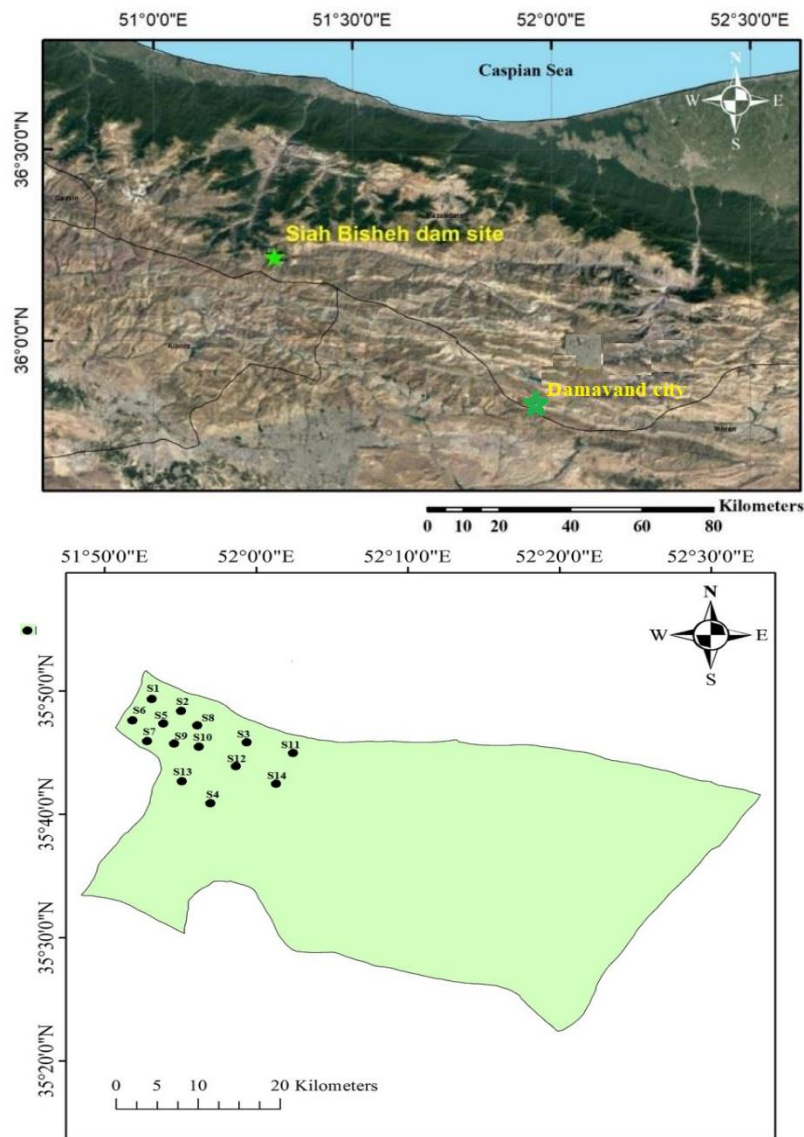 51°0'0"E 51°30'0"E 52°0'0"E 52°30'0"E
Caspian Sea
N
W E
S
36°30'0"N
Siah Bisheh dam site
36°0'0"N
Damavand city
Kilometers
0 10 20 40 60 80
51°50'0"E 52°0'0"E 52°10'0"E 52°20'0"E 52°30'0"E
N
W E
S
35°50'0"N
S1
S2
S6
S5
S8
S7
S9
S10
S3
S11
S12
S13
S14
S4
35°40'0"N
35°30'0"N
35°20'0"N
0 5 10 20 Kilometers